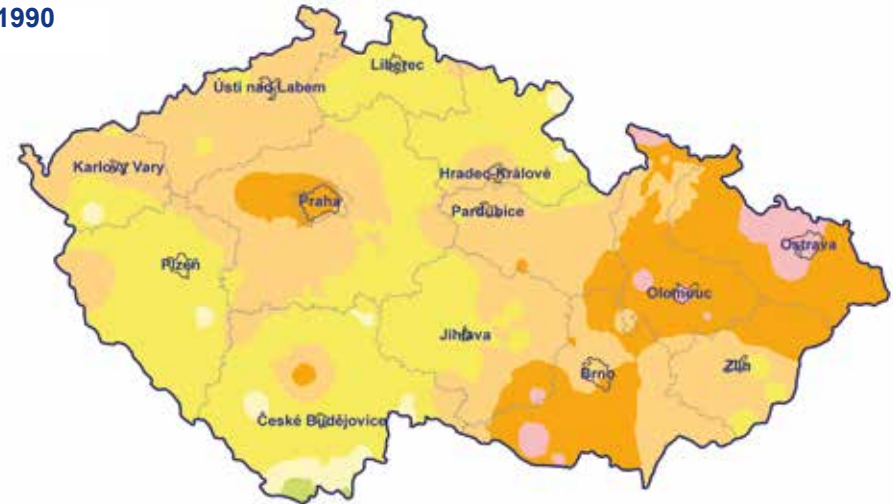 1990
Liberec
Ústí nad Labem
Karlovy Vary
Hradec Králové
Praha
Pardubice
Ostrava
Plzeň
Olomouc
Jihlava
Zlín
Brno
České Budějovice